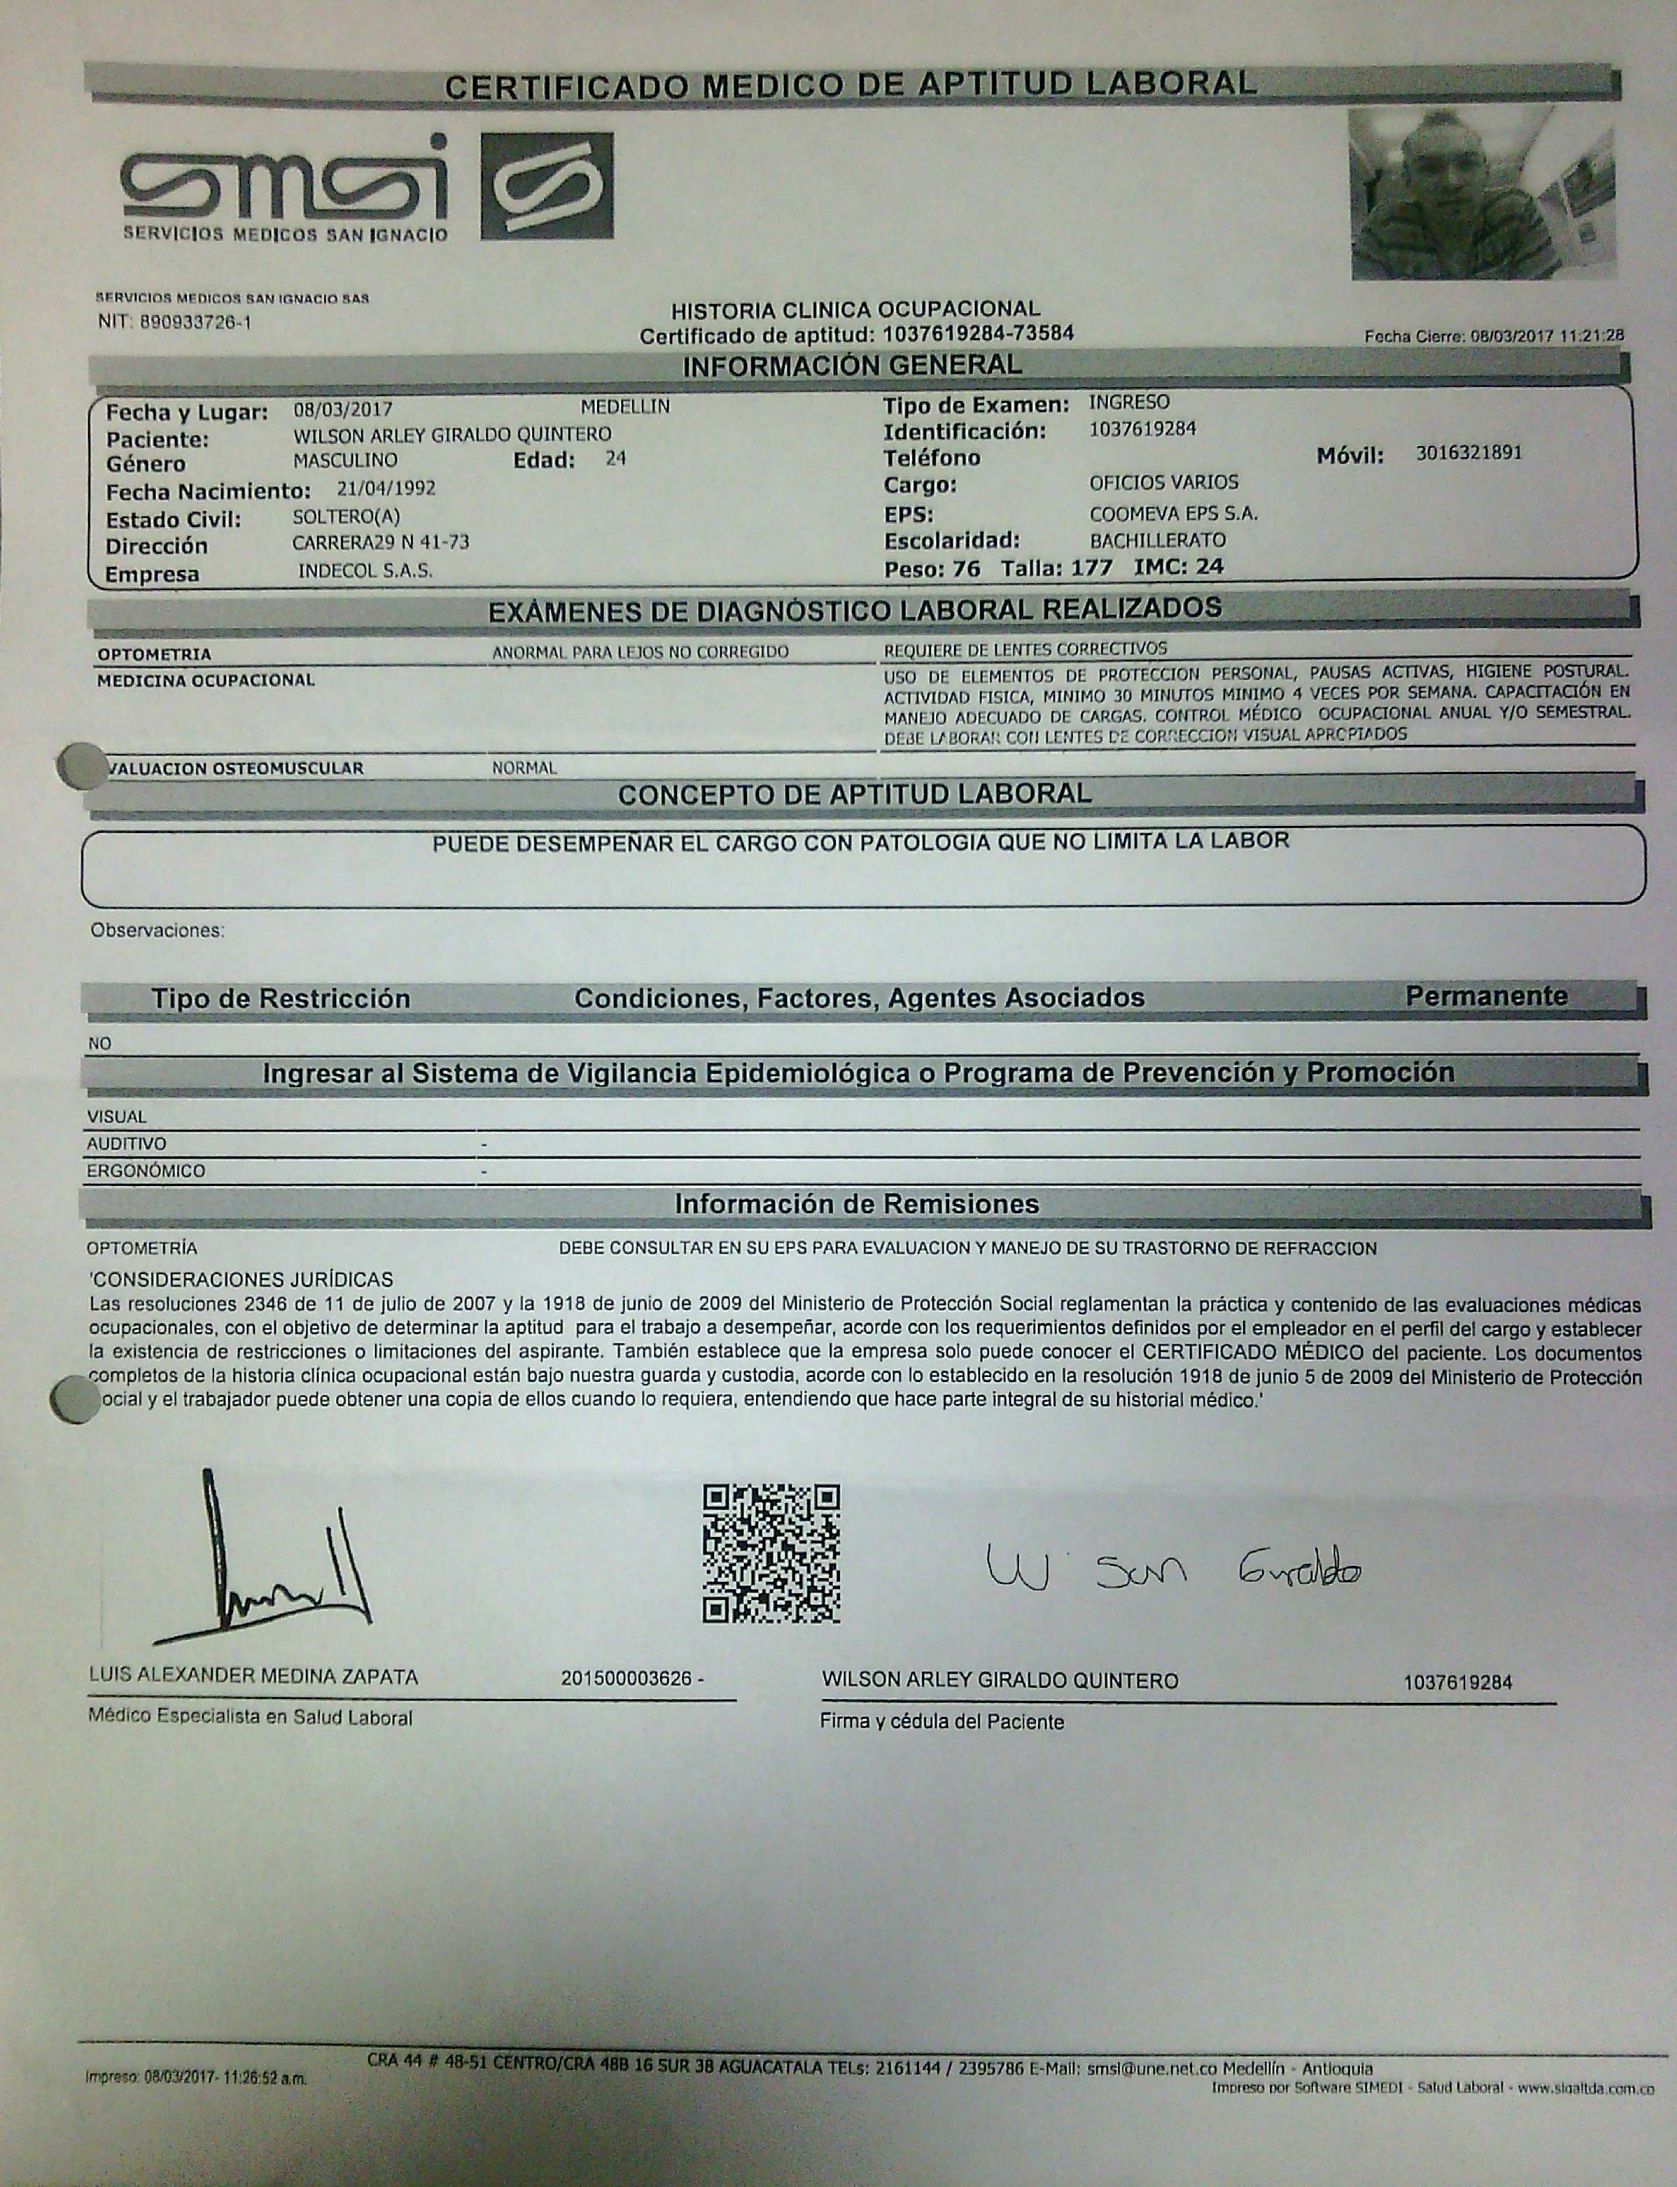 CERTIFICADO MEDICO DE APTITUD LABORAL
smsi
SERVICIOS MEDICOS SAN IGNACIO
SERVICIOS MEDICOS SAN IGNACIO SAS
NIT: 890933726-1
HISTORIA CLINICA OCUPACIONAL
Certificado de aptitud: 1037619284-73584
Fecha Cierre: 08/03/2017 11:21:28
INFORMACIÓN GENERAL
Fecha y Lugar: 08/03/2017 MEDELLIN Tipo de Examen: INGRESO
Paciente: WILSON ARLEY GIRALDO QUINTERO Identificación: 1037619284
Género MASCULINO Edad: 24 Teléfono Móvil: 3016321891
Fecha Nacimiento: 21/04/1992 Cargo: OFICIOS VARIOS
Estado Civil: SOLTERO(A) EPS: COOMEVA EPS S.A.
Dirección CARRERA29 N 41-73 Escolaridad: BACHILLERATO
Empresa INDECOL S.A.S. Peso: 76 Talla: 177 IMC: 24
EXÁMENES DE DIAGNÓSTICO LABORAL REALIZADOS
OPTOMETRIA ANORMAL PARA LEJOS NO CORREGIDO REQUIERE DE LENTES CORRECTIVOS
MEDICINA OCUPACIONAL USO DE ELEMENTOS DE PROTECCION PERSONAL, PAUSAS ACTIVAS, HIGIENE POSTURAL.
ACTIVIDAD FISICA, MINIMO 30 MINUTOS MINIMO 4 VECES POR SEMANA. CAPACITACIÓN EN
MANEJO ADECUADO DE CARGAS. CONTROL MÉDICO OCUPACIONAL ANUAL Y/O SEMESTRAL.
DEBE LABORAR CON LENTES DE CORRECCION VISUAL APROPIADOS
VALUACION OSTEOMUSCULAR NORMAL
CONCEPTO DE APTITUD LABORAL
PUEDE DESEMPEÑAR EL CARGO CON PATOLOGIA QUE NO LIMITA LA LABOR
Observaciones:
Tipo de Restricción Condiciones, Factores, Agentes Asociados Permanente
NO
Ingresar al Sistema de Vigilancia Epidemiológica o Programa de Prevención y Promoción
VISUAL
AUDITIVO -
ERGONÓMICO -
Información de Remisiones
OPTOMETRÍA DEBE CONSULTAR EN SU EPS PARA EVALUACION Y MANEJO DE SU TRASTORNO DE REFRACCION
'CONSIDERACIONES JURÍDICAS
Las resoluciones 2346 de 11 de julio de 2007 y la 1918 de junio de 2009 del Ministerio de Protección Social reglamentan la práctica y contenido de las evaluaciones médicas
ocupacionales, con el objetivo de determinar la aptitud para el trabajo a desempeñar, acorde con los requerimientos definidos por el empleador en el perfil del cargo y establecer
la existencia de restricciones o limitaciones del aspirante. También establece que la empresa solo puede conocer el CERTIFICADO MÉDICO del paciente. Los documentos
completos de la historia clínica ocupacional están bajo nuestra guarda y custodia, acorde con lo establecido en la resolución 1918 de junio 5 de 2009 del Ministerio de Protección
ocial y el trabajador puede obtener una copia de ellos cuando lo requiera, entendiendo que hace parte integral de su historial médico.'
W son Giraldo
LUIS ALEXANDER MEDINA ZAPATA 201500003626 - WILSON ARLEY GIRALDO QUINTERO 1037619284
Médico Especialista en Salud Laboral Firma y cédula del Paciente
CRA 44 # 48-51 CENTRO/CRA 48B 16 SUR 38 AGUACATALA TELs: 2161144 / 2395786 E-Mail: smsi@une.net.co Medellín - Antioquia
Impreso: 08/03/2017- 11:26:52 a.m. Impreso por Software SIMEDI - Salud Laboral - www.sigaltda.com.co